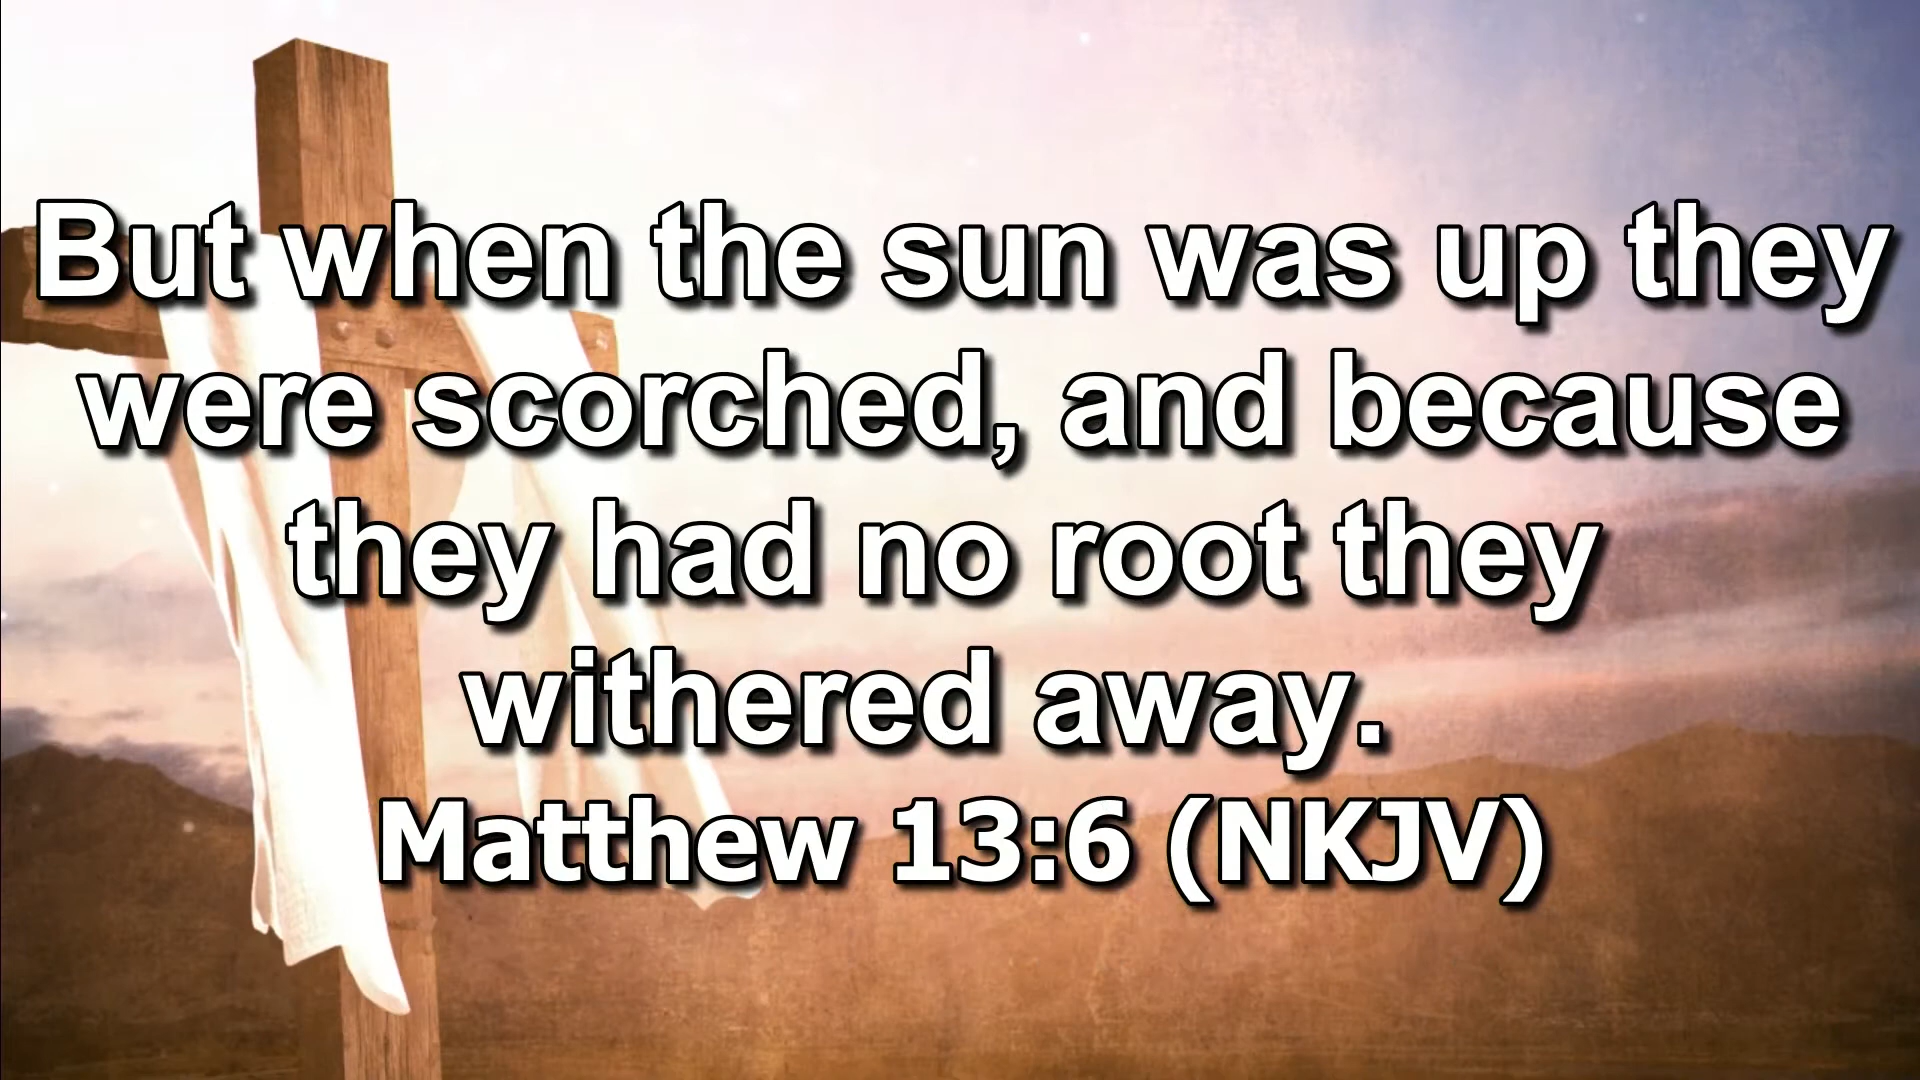 But when the sun was up they
were scorched, and because
they had no root they
withered away.
Matthew 13:6 (NKJV)